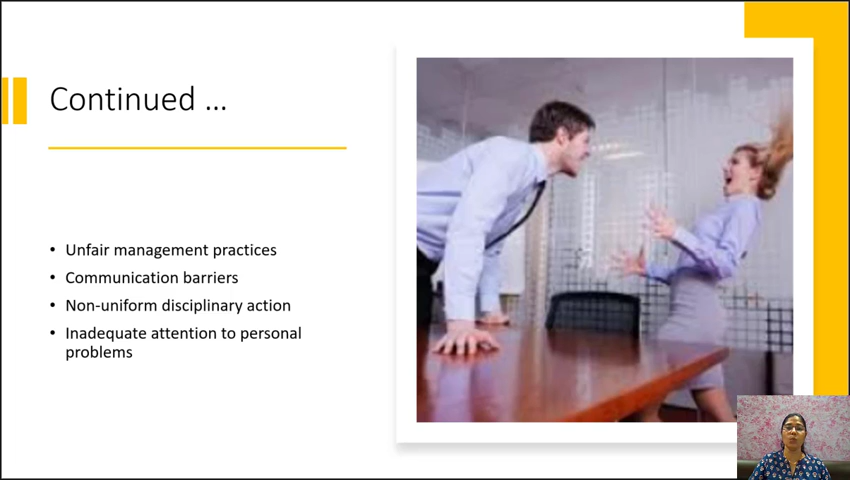 Continued ...
• Unfair management practices
• Communication barriers
• Non-uniform disciplinary action
• Inadequate attention to personal
problems